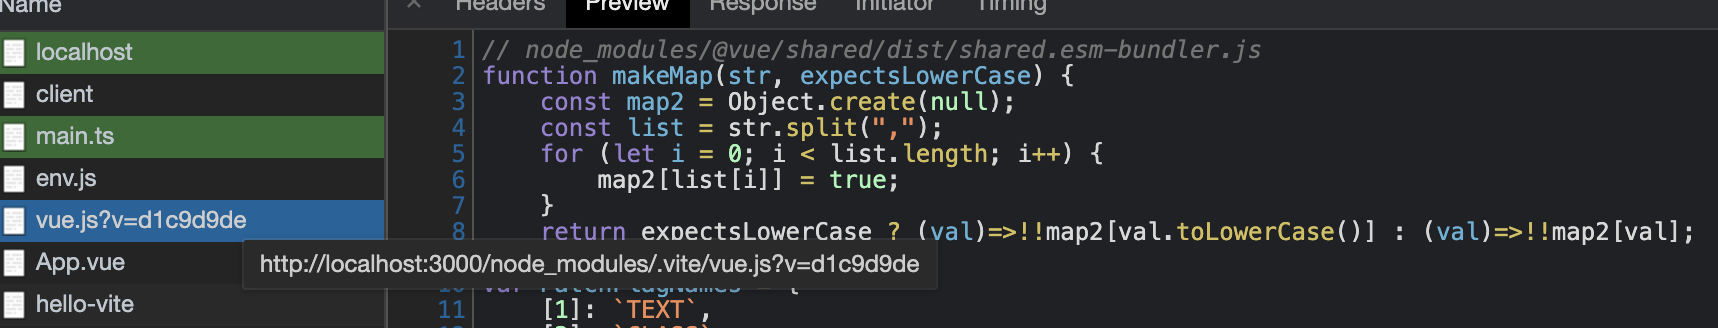 Name
× Headers Preview Response Initiator Timing
localhost
client
main.ts
env.js
vue.js?v=d1c9d9de
App.vue
hello-vite
1 // node_modules/@vue/shared/dist/shared.esm-bundler.js
2 function makeMap(str, expectsLowerCase) {
3 const map2 = Object.create(null);
4 const list = str.split(",");
5 for (let i = 0; i < list.length; i++) {
6 map2[list[i]] = true;
7 }
8 return expectsLowerCase ? (val)=>!!map2[val.toLowerCase()] : (val)=>!!map2[val];
http://localhost:3000/node_modules/.vite/vue.js?v=d1c9d9de
10 var PatchFlagNames = {
11 [1]: `TEXT`,